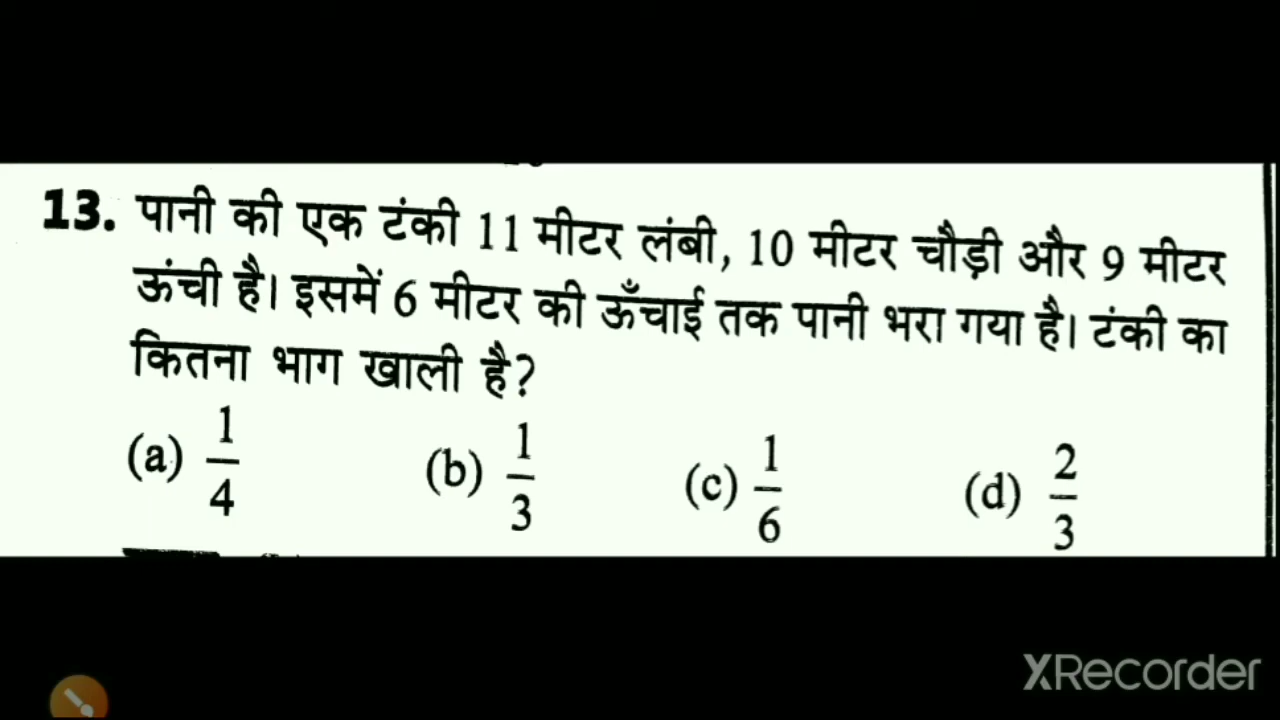 13. पानी की एक टंकी 11 मीटर लंबी, 10 मीटर चौड़ी और 9 मीटर
ऊंची है। इसमें 6 मीटर की ऊँचाई तक पानी भरा गया है। टंकी का
कितना भाग खाली है?
(a) 1/4 (b) 1/3 (c) 1/6 (d) 2/3
XRecorder